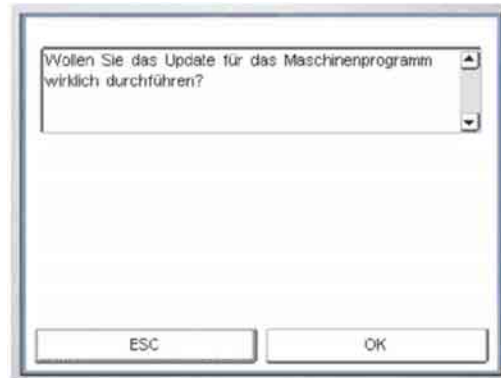 Wollen Sie das Update für das Maschinenprogramm
wirklich durchführen?
ESC
OK